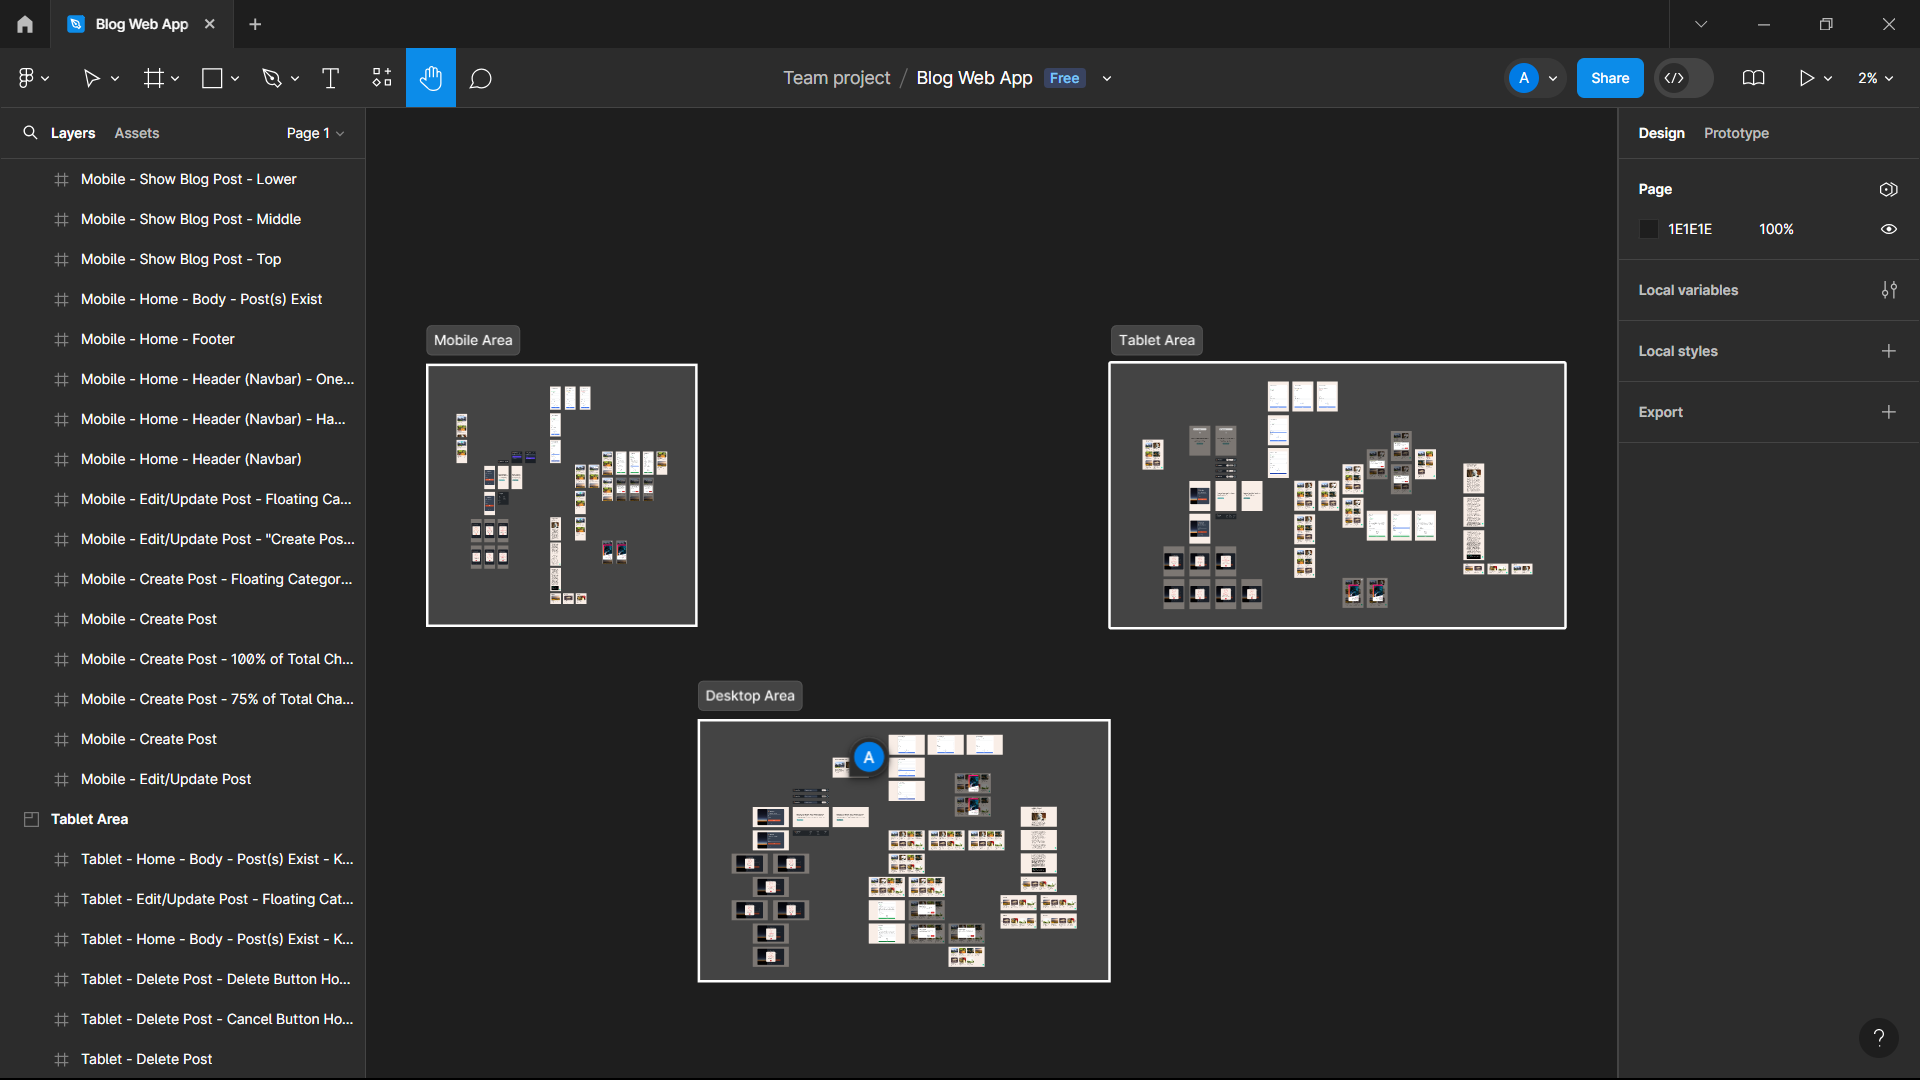 Blog Web App
Team project / Blog Web App Free
A
Share
2%
Layers Assets Page 1
Mobile - Show Blog Post - Lower
Mobile - Show Blog Post - Middle
Mobile - Show Blog Post - Top
Mobile - Home - Body - Post(s) Exist
Mobile - Home - Footer
Mobile - Home - Header (Navbar) - One...
Mobile - Home - Header (Navbar) - Ha...
Mobile - Home - Header (Navbar)
Mobile - Edit/Update Post - Floating Ca...
Mobile - Edit/Update Post - "Create Pos...
Mobile - Create Post - Floating Categor...
Mobile - Create Post
Mobile - Create Post - 100% of Total Ch...
Mobile - Create Post - 75% of Total Cha...
Mobile - Create Post
Mobile - Edit/Update Post
Tablet Area
Tablet - Home - Body - Post(s) Exist - K...
Tablet - Edit/Update Post - Floating Cat...
Tablet - Home - Body - Post(s) Exist - K...
Tablet - Delete Post - Delete Button Ho...
Tablet - Delete Post - Cancel Button Ho...
Tablet - Delete Post
Mobile Area
Tablet Area
Desktop Area
A
Design Prototype
Page
1E1E1E 100%
Local variables
Local styles
Export
?